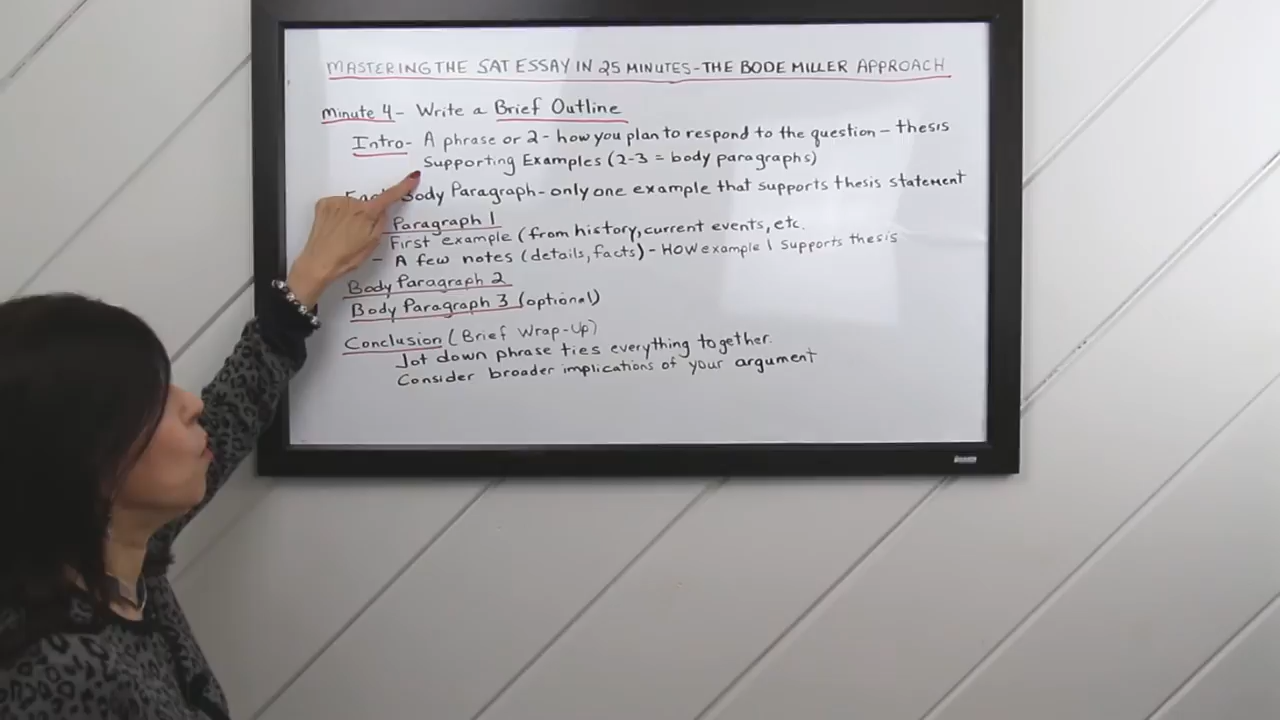 MASTERING THE SAT ESSAY IN 25 MINUTES-THE BODE MILLER APPROACH
Minute 4- Write a Brief Outline
Intro- A phrase or 2- how you plan to respond to the question - thesis
Supporting Examples (2-3 = body paragraphs)
Body Paragraph - only one example that supports thesis statement
Paragraph 1
First example (from history, current events, etc.
- A few notes (details, facts) - HOW example 1 supports thesis
Body Paragraph 2
Body Paragraph 3 (optional)
Conclusion (Brief Wrap-Up)
Jot down phrase ties everything together.
Consider broader implications of your argument